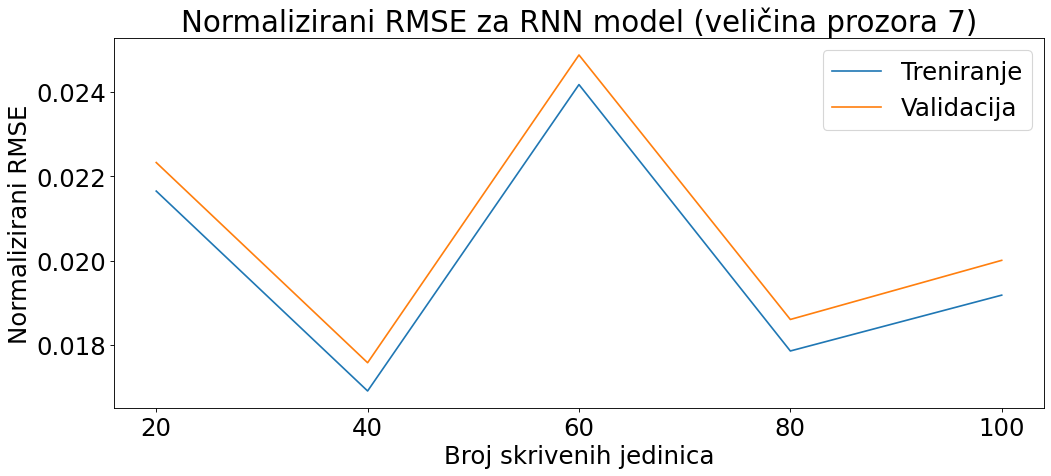 Normalizirani RMSE za RNN model (veličina prozora 7)
Treniranje
Validacija
Normalizirani RMSE
0.024
0.022
0.020
0.018
20 40 60 80 100
Broj skrivenih jedinica